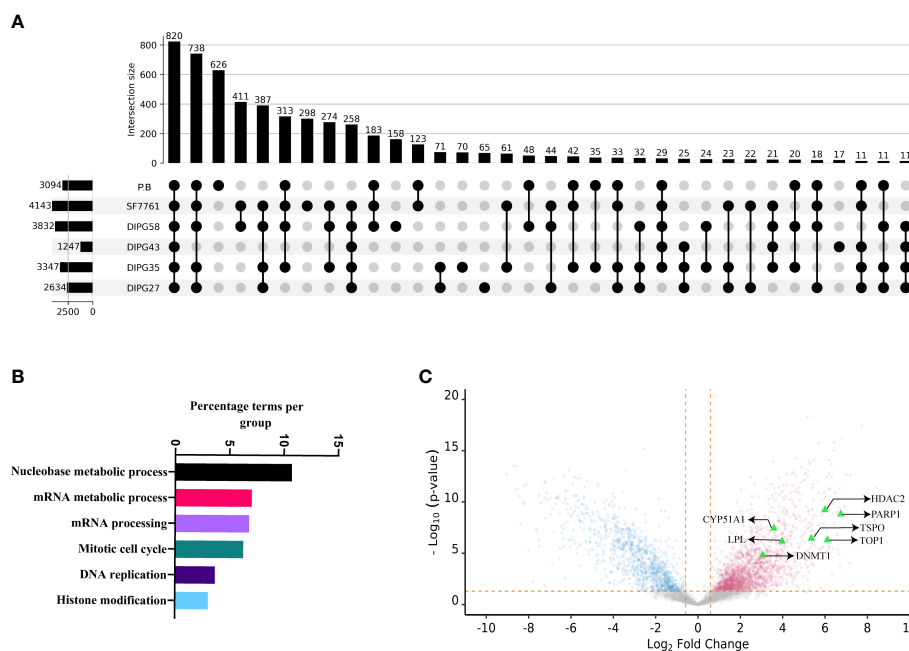 A
820
738
626
411
387
313
298
274
258
183
158
123
71
70
65
61
48
44
42
35
33
32
29
25
24
23
22
21
20
18
17
11
11
11
Intersection size
800
600
400
200
0
3094 P.B
4143 SF7761
3832 DIPG58
1247 DIPG43
3347 DIPG35
2634 DIPG27
2500 0
B
Percentage terms per
group
0 5 10 15
Nucleobase metabolic process
mRNA metabolic process
mRNA processing
Mitotic cell cycle
DNA replication
Histone modification
C
- Log10 (p-value)
20
15
10
5
0
HDAC2
PARP1
CYP51A1
TSPO
LPL
TOP1
DNMT1
-10 -8 -6 -4 -2 0 2 4 6 8 10
Log2 Fold Change